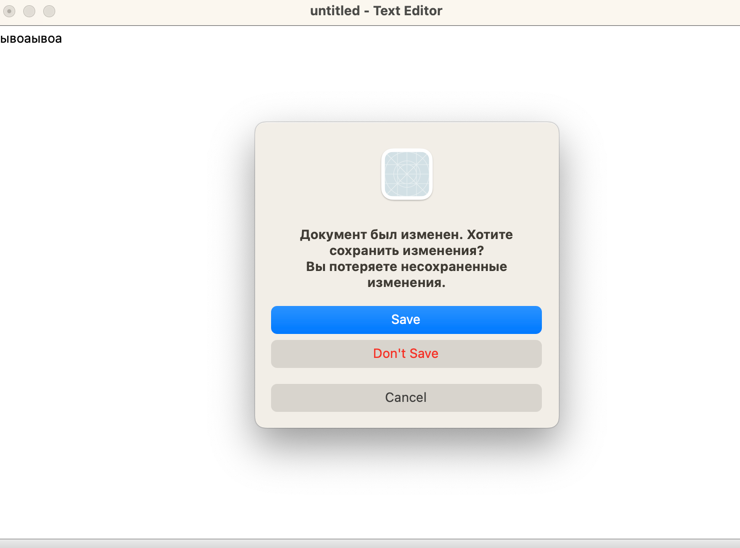 untitled - Text Editor
ывоаывоа
Документ был изменен. Хотите
сохранить изменения?
Вы потеряете несохраненные
изменения.
Save
Don't Save
Cancel